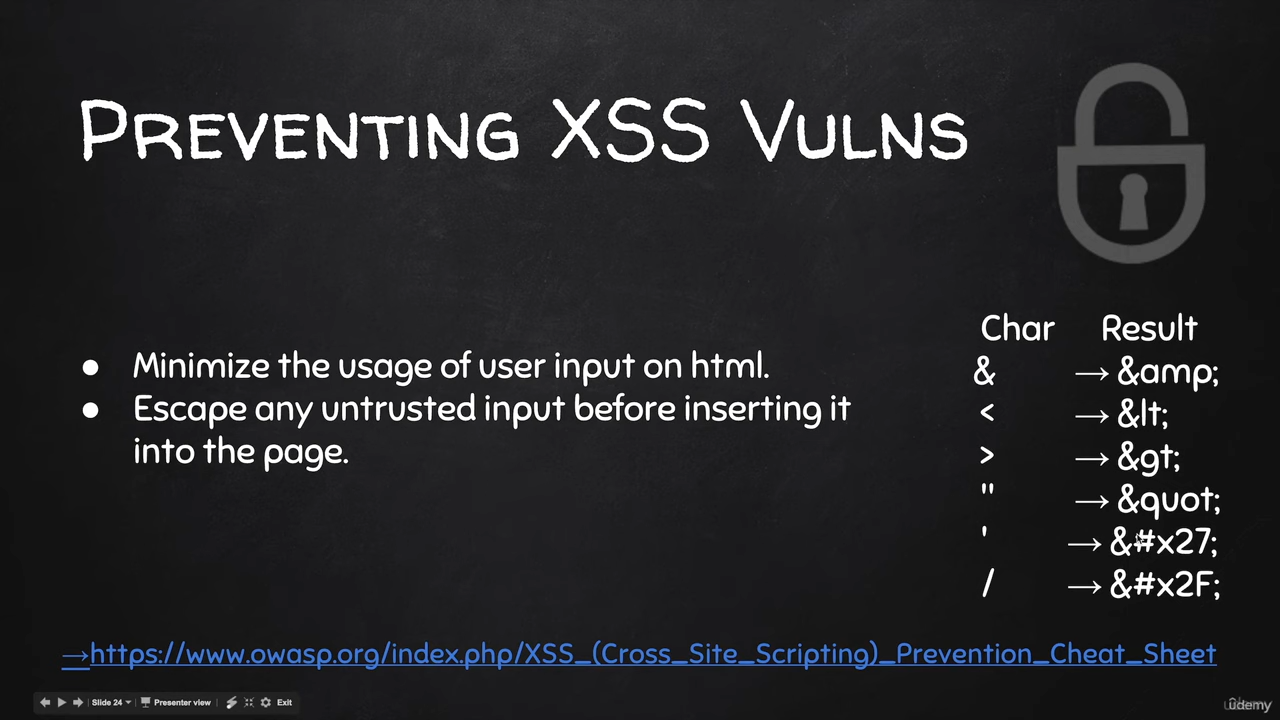 Preventing XSS Vulns
● Minimize the usage of user input on html.
● Escape any untrusted input before inserting it
into the page.
Char Result
& → &amp;
< → &lt;
> → &gt;
" → &quot;
' → &#x27;
/ → &#x2F;
→https://www.owasp.org/index.php/XSS_(Cross_Site_Scripting)_Prevention_Cheat_Sheet
Slide 24 Presenter view Exit
ûdemy